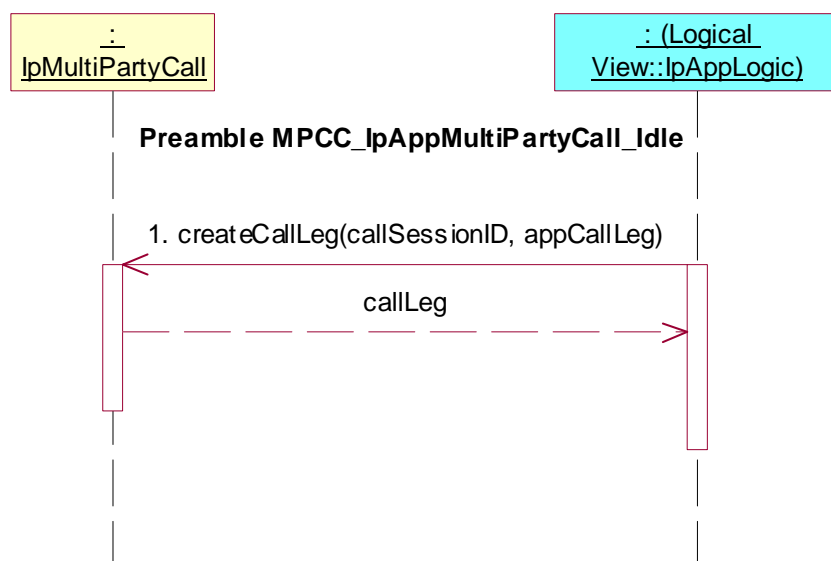 :
IpMultiPartyCall
: (Logical
View::IpAppLogic)
Preamble MPCC_IpAppMultiPartyCall_Idle
1. createCallLeg(callSessionID, appCallLeg)
callLeg